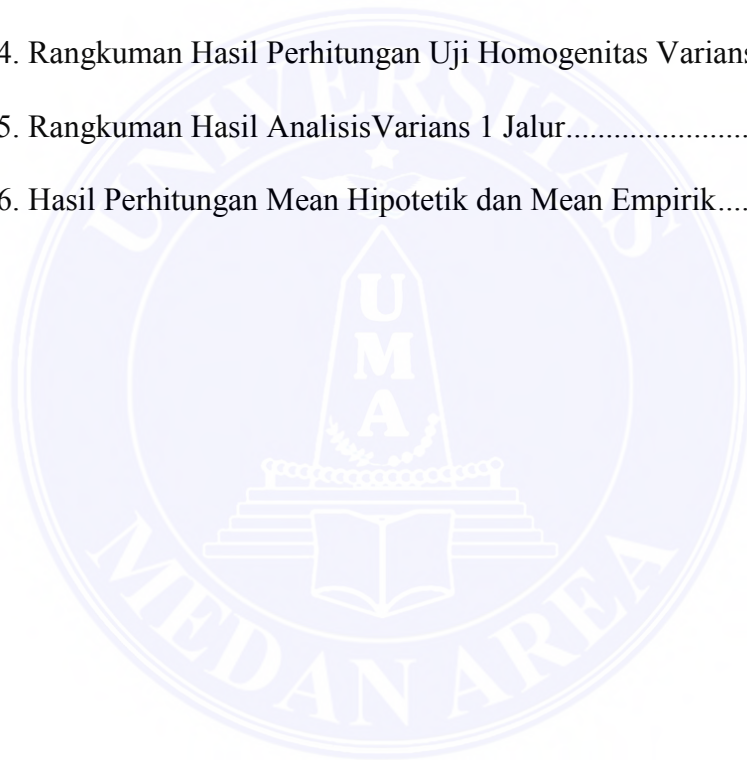 4. Rangkuman Hasil Perhitungan Uji Homogenitas Varians
5. Rangkuman Hasil AnalisisVarians 1 Jalur.......................
6. Hasil Perhitungan Mean Hipotetik dan Mean Empirik....
UNIVERSITAS
U
M
A
MEDAN AREA